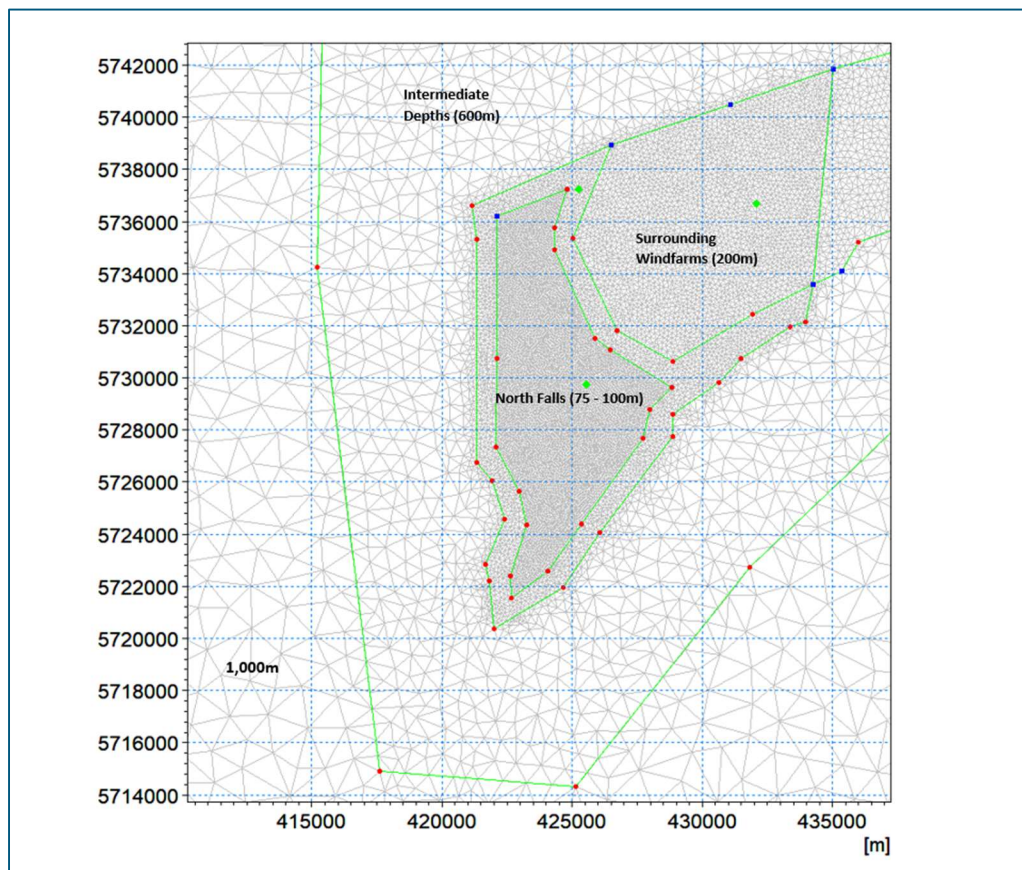 5742000
Intermediate
Depths (600m)
5740000
5738000
5736000
Surrounding
Windfarms (200m)
5734000
5732000
5730000
North Falls (75 - 100m)
5728000
5726000
5724000
5722000
5720000
1,000m
5718000
5716000
5714000
415000 420000 425000 430000 435000
[m]